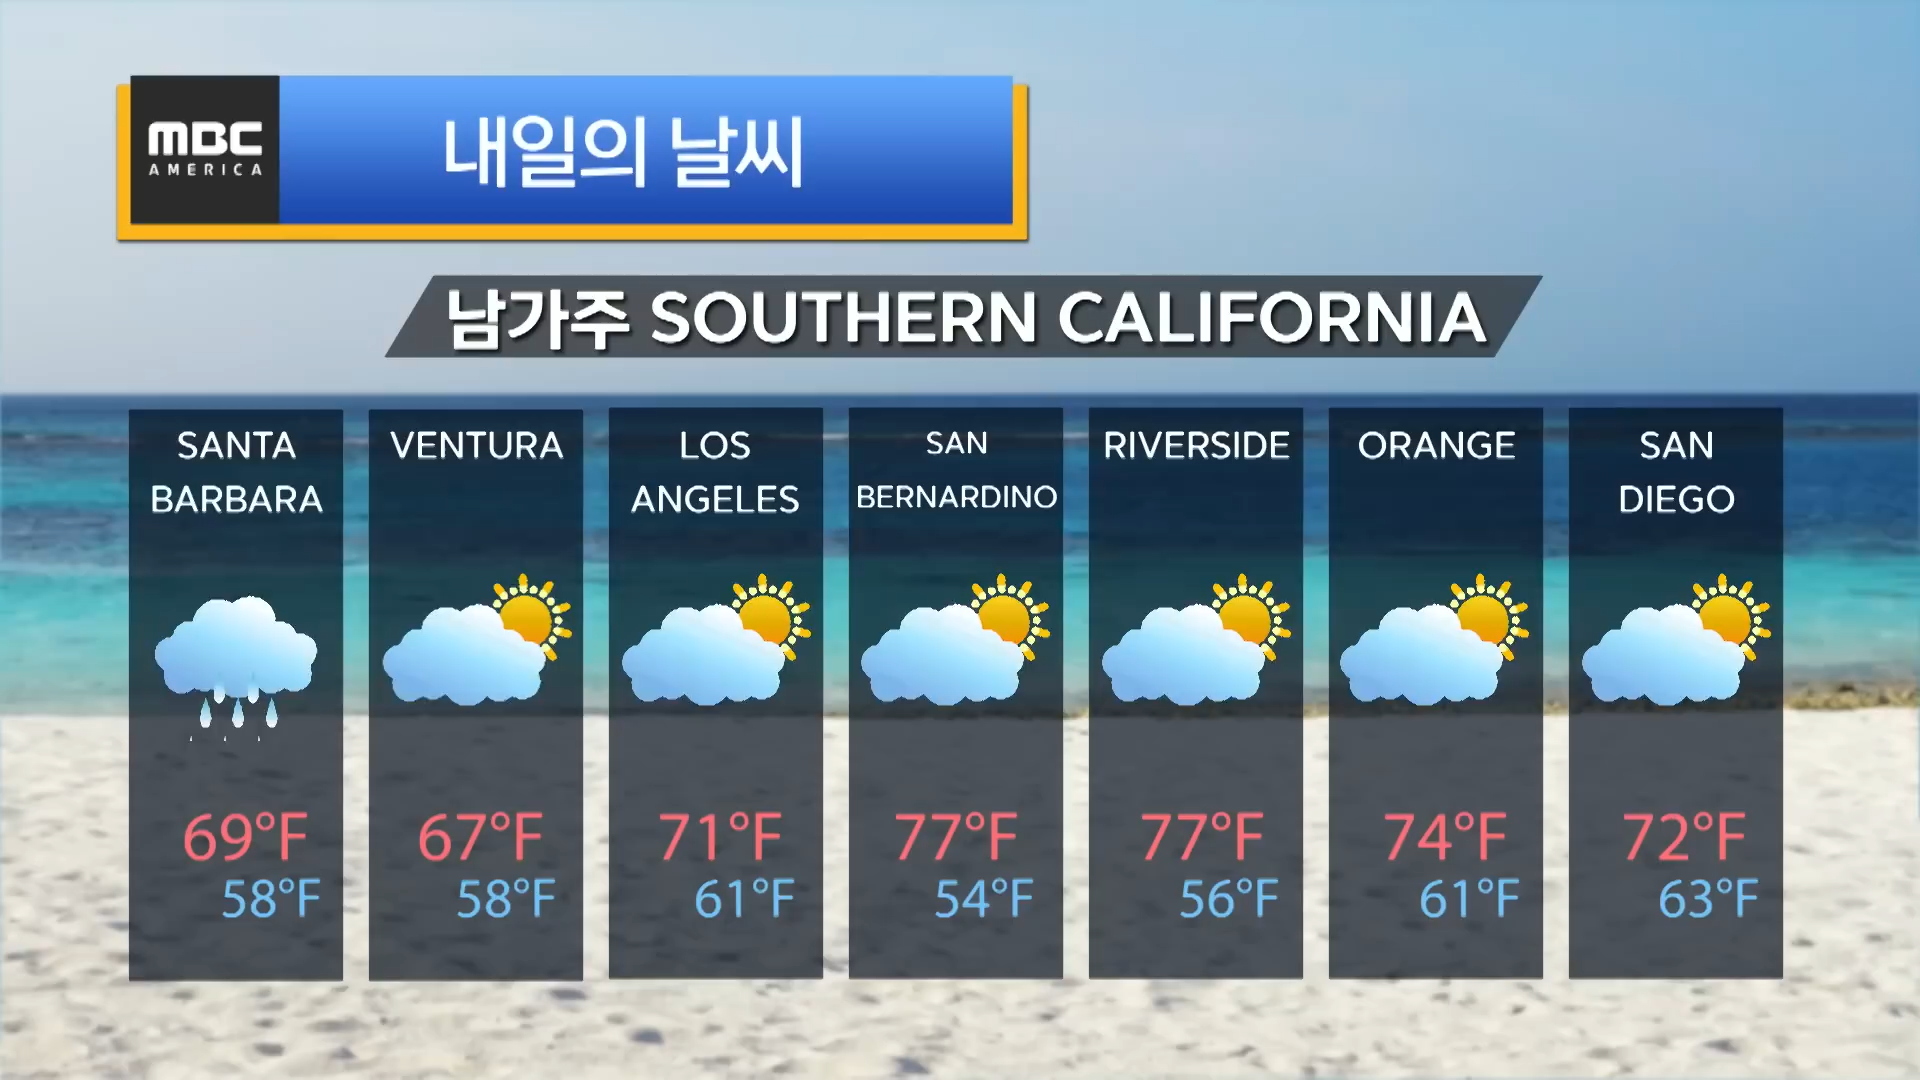 MBC
AMERICA
내일의 날씨
남가주 SOUTHERN CALIFORNIA
SANTA
BARBARA
69°F
58°F
VENTURA
67°F
58°F
LOS
ANGELES
71°F
61°F
SAN
BERNARDINO
77°F
54°F
RIVERSIDE
77°F
56°F
ORANGE
74°F
61°F
SAN
DIEGO
72°F
63°F